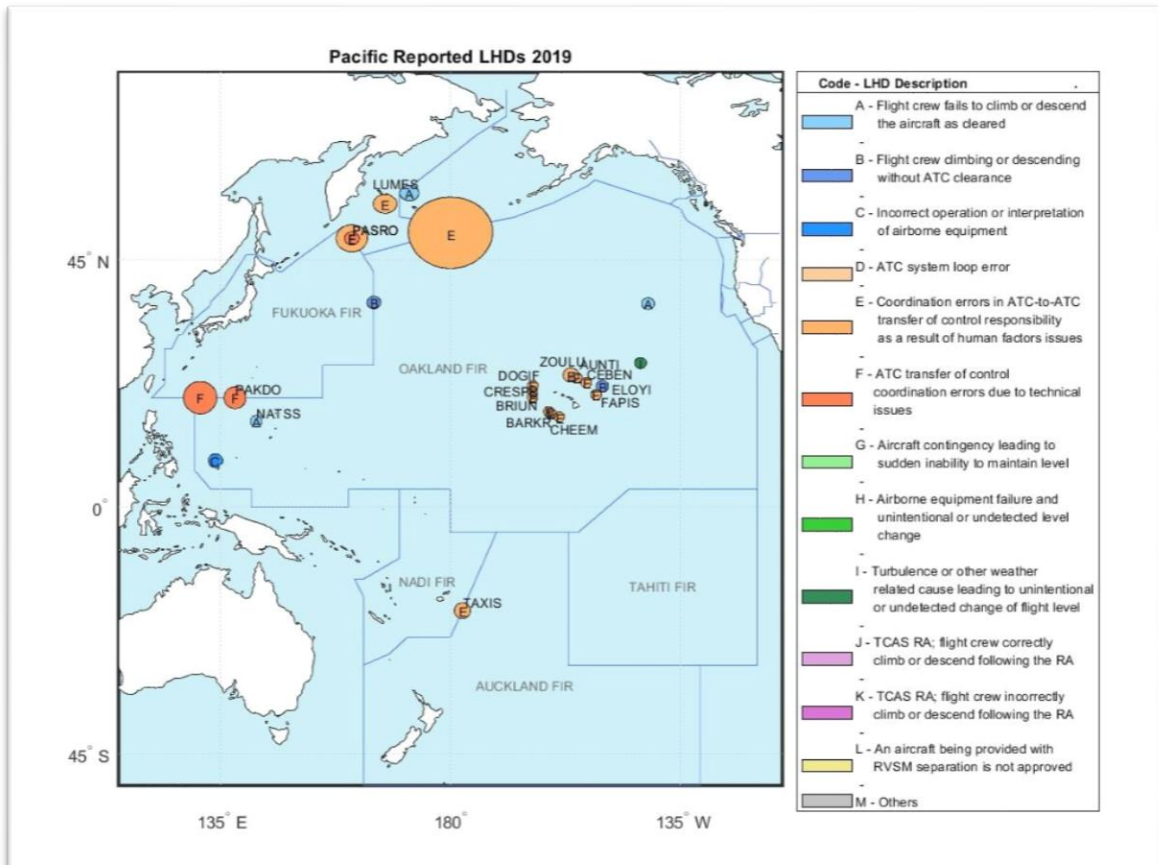 Pacific Reported LHDs 2019
LUMES
A
E
PASRO
E
E
45° N
B
FUKUOKA FIR
A
OAKLAND FIR
ZOULU
AUNTI
DOGIF
CEBEN
CRESP
ELOYI
B
FAPIS
BRIUN
BARKR
CHEEM
E
PAKDO
F
F
NATSS
A
C
0°
NADI FIR
TAHITI FIR
TAXIS
E
AUCKLAND FIR
45° S
135° E
180°
135° W
Code - LHD Description .
A - Flight crew fails to climb or descend
the aircraft as cleared
-
B - Flight crew climbing or descending
without ATC clearance
-
C - Incorrect operation or interpretation
of airborne equipment
-
D - ATC system loop error
-
E - Coordination errors in ATC-to-ATC
transfer of control responsibility
as a result of human factors issues
-
F - ATC transfer of control
coordination errors due to technical
issues
-
G - Aircraft contingency leading to
sudden inability to maintain level
-
H - Airborne equipment failure and
unintentional or undetected level
change
-
I - Turbulence or other weather
related cause leading to unintentional
or undetected change of flight level
-
J - TCAS RA; flight crew correctly
climb or descend following the RA
-
K - TCAS RA; flight crew incorrectly
climb or descend following the RA
-
L - An aircraft being provided with
RVSM separation is not approved
-
M - Others